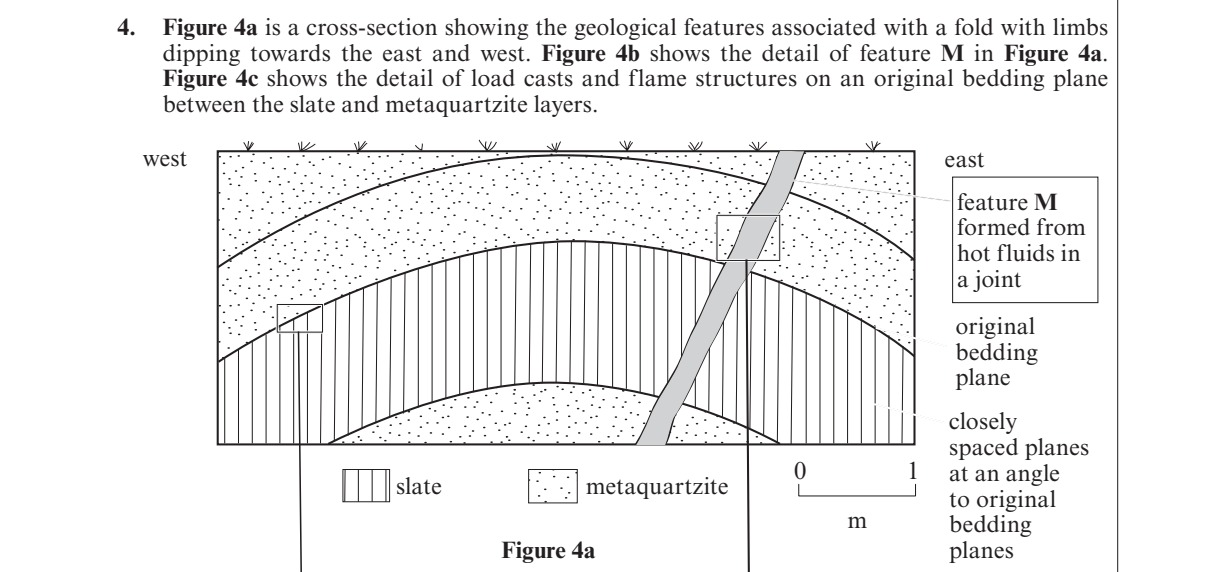 4. Figure 4a is a cross-section showing the geological features associated with a fold with limbs
dipping towards the east and west. Figure 4b shows the detail of feature M in Figure 4a.
Figure 4c shows the detail of load casts and flame structures on an original bedding plane
between the slate and metaquartzite layers.
west
east
feature M
formed from
hot fluids in
a joint
original
bedding
plane
closely
spaced planes
at an angle
to original
bedding
planes
slate
metaquartzite
0 1
m
Figure 4a